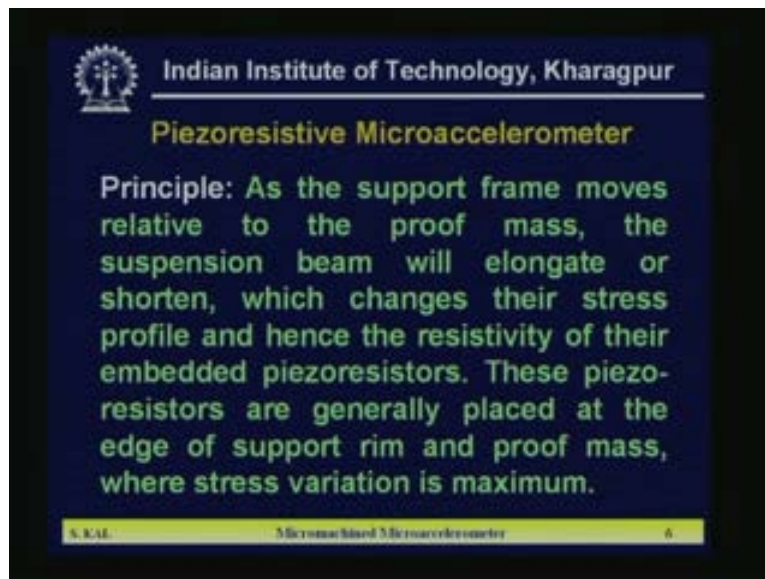 Indian Institute of Technology, Kharagpur
Piezoresistive Microaccelerometer
Principle: As the support frame moves
relative to the proof mass, the
suspension beam will elongate or
shorten, which changes their stress
profile and hence the resistivity of their
embedded piezoresistors. These piezo-
resistors are generally placed at the
edge of support rim and proof mass,
where stress variation is maximum.
S. KAL Micromachined Microaccelerometer 6